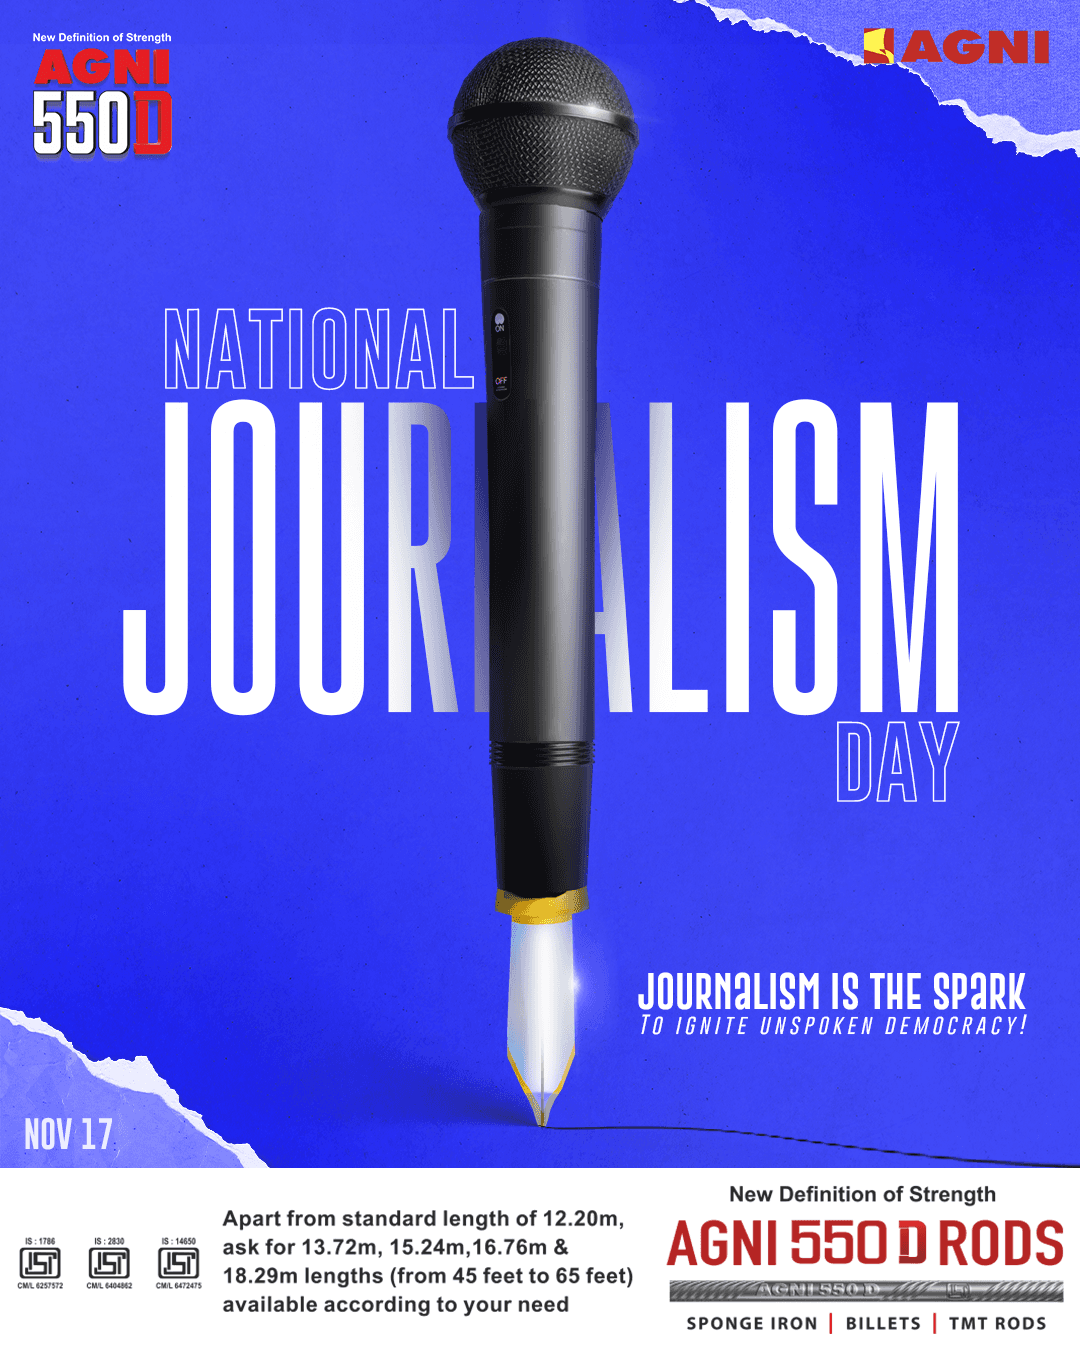 New Definition of Strength
AGNI
550D
AGNI
ON
OFF
NATIONAL
JOURNALISM
DAY
JOURNALISM IS THE SPARK
TO IGNITE UNSPOKEN DEMOCRACY!
NOV 17
IS : 1786
CM/L 6257572
IS : 2830
CM/L 6404862
IS : 14650
CM/L 6472475
Apart from standard length of 12.20m,
ask for 13.72m, 15.24m,16.76m &
18.29m lengths (from 45 feet to 65 feet)
available according to your need
New Definition of Strength
AGNI 550 D RODS
AGNI 550 D
SPONGE IRON | BILLETS | TMT RODS